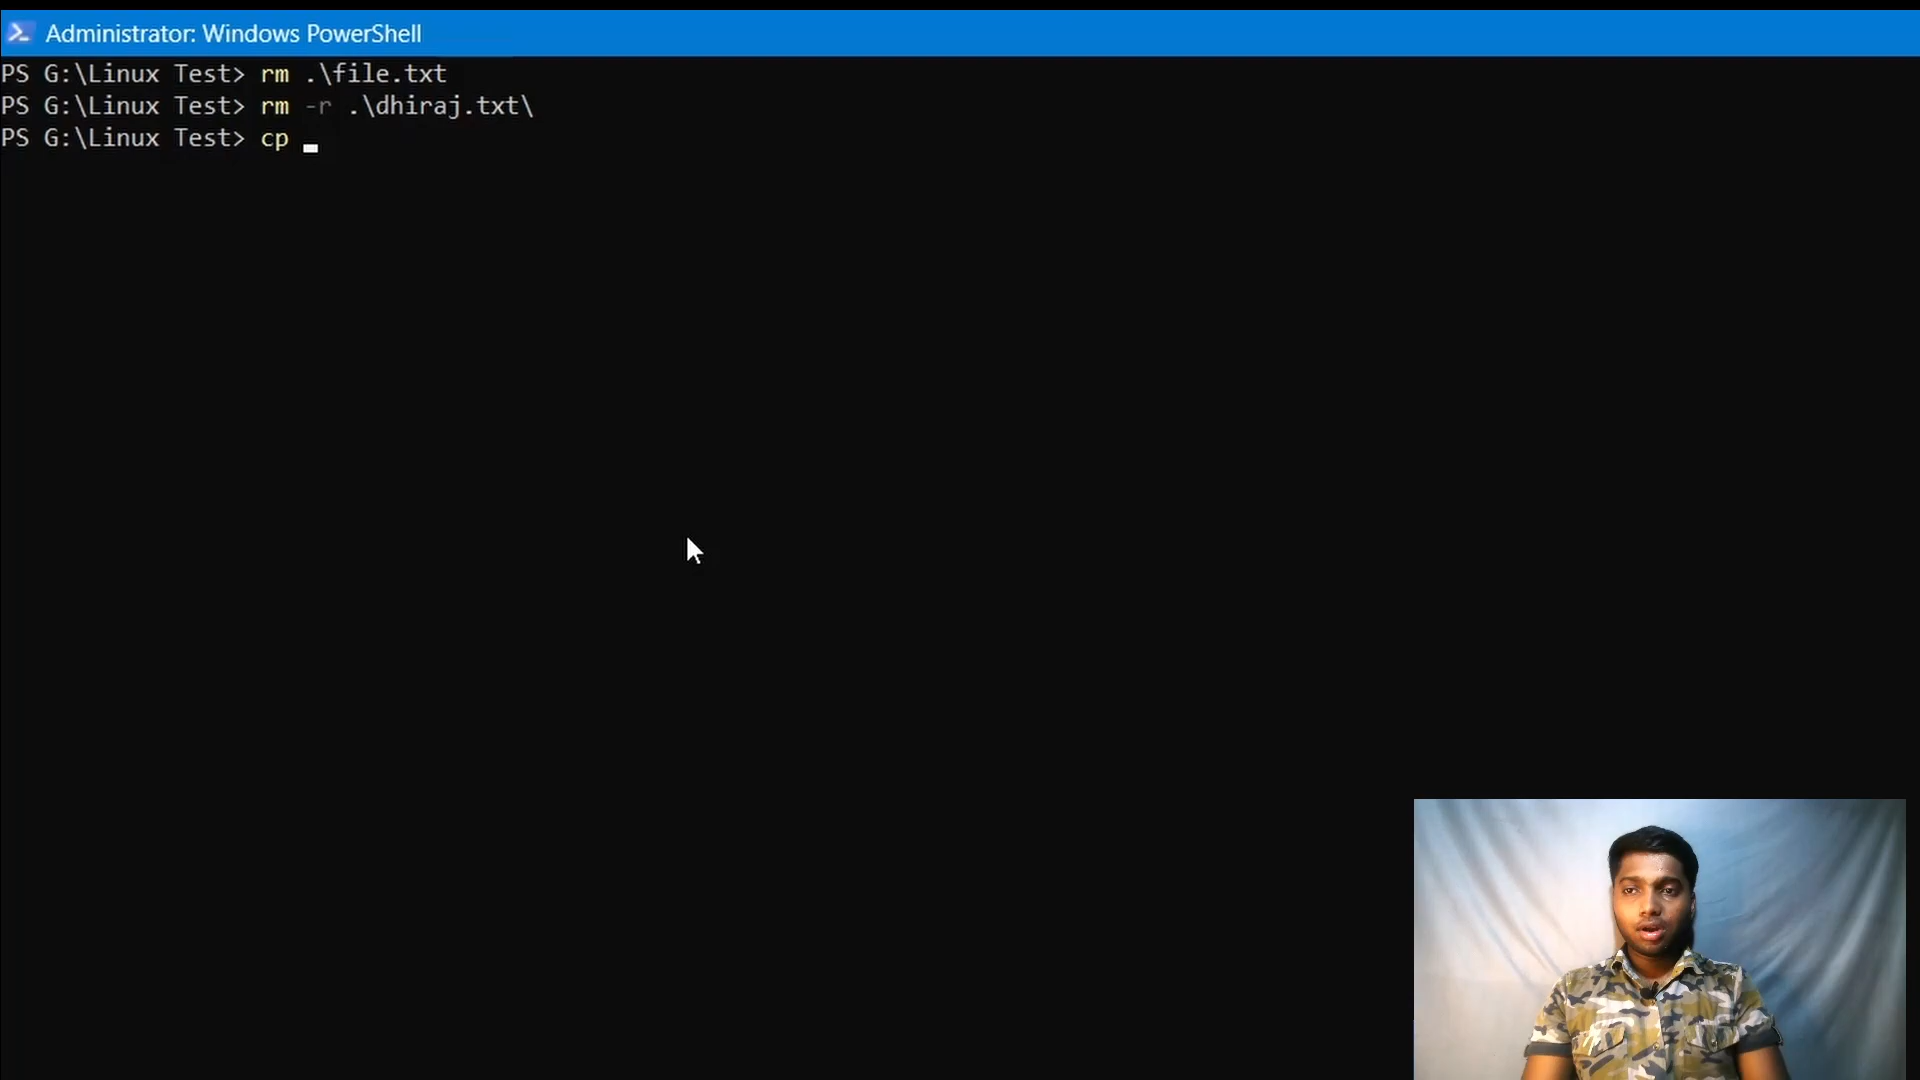 Administrator: Windows PowerShell
PS G:\Linux Test> rm .\file.txt
PS G:\Linux Test> rm -r .\dhiraj.txt\
PS G:\Linux Test> cp